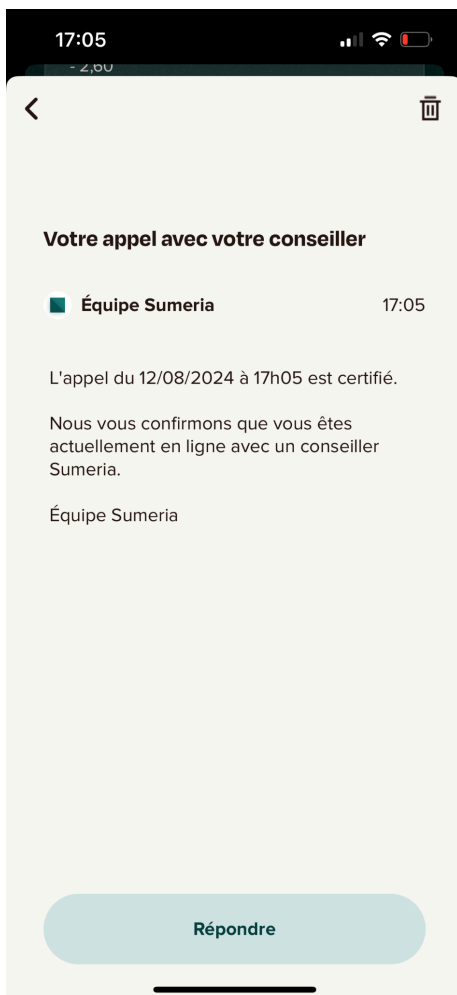 17:05
- 2,60
Votre appel avec votre conseiller
Équipe Sumeria 17:05
L'appel du 12/08/2024 à 17h05 est certifié.
Nous vous confirmons que vous êtes
actuellement en ligne avec un conseiller
Sumeria.
Équipe Sumeria
Répondre